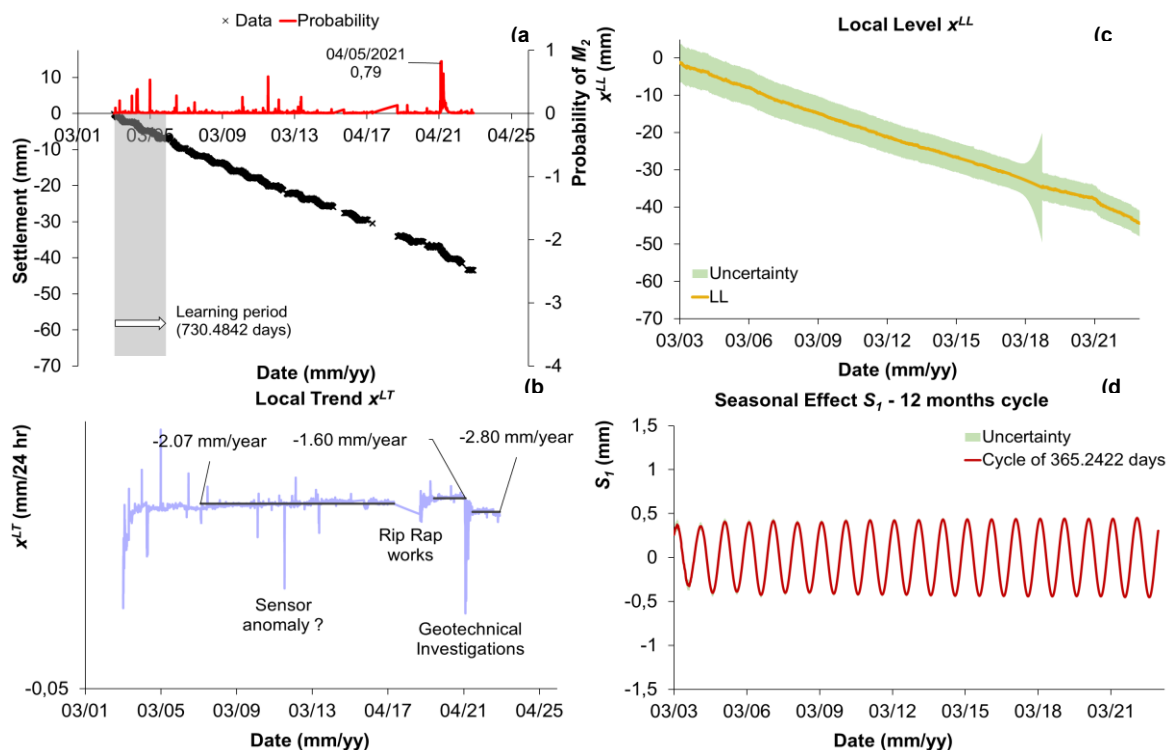 Data
Probability
(a
04/05/2021
0,79
10
0
-10
-20
-30
-40
-50
-60
-70
Settlement (mm)
03/01
03/05
03/09
03/13
04/17
04/21
04/25
1
0
-1
-2
-3
-4
Probability of M2
Learning period
(730.4842 days)
Date (mm/yy)
Local Level xLL
(c
xLL (mm)
0
-10
-20
-30
-40
-50
-60
-70
Uncertainty
LL
03/03
03/06
03/09
03/12
03/15
03/18
03/21
Date (mm/yy)
Local Trend xLT
(b
xLT (mm/24 hr)
-2.07 mm/year
-1.60 mm/year
-2.80 mm/year
Rip Rap
works
Sensor
anomaly ?
Geotechnical
Investigations
-0,05
03/01
03/05
03/09
03/13
04/17
04/21
04/25
Date (mm/yy)
Seasonal Effect S1 - 12 months cycle
(d
S1 (mm)
1,5
1
0,5
0
-0,5
-1
-1,5
Uncertainty
Cycle of 365.2422 days
03/03
03/06
03/09
03/12
03/15
03/18
03/21
Date (mm/yy)